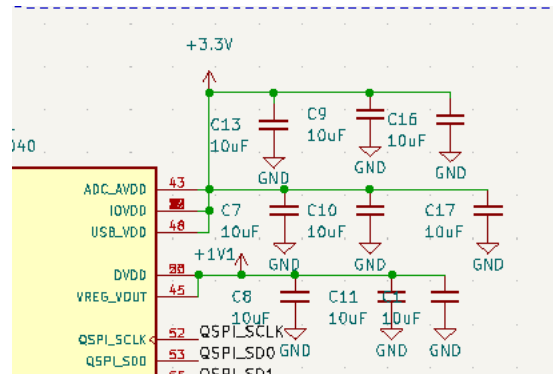 +3.3V
C13
10uF
C9
10uF
C16
10uF
GND
GND
GND
040
ADC_AVDD 43
IOVDD
USB_VDD 48
C7
10uF
C10
10uF
C17
10uF
GND
GND
GND
+1V1
DVDD
VREG_VOUT 45
C8
10uF
C11
10uF
10uF
GND
GND
GND
QSPI_SCLK 52 QSPI_SCLK
QSPI_SD0 53 QSPI_SD0
QSPI_SD1